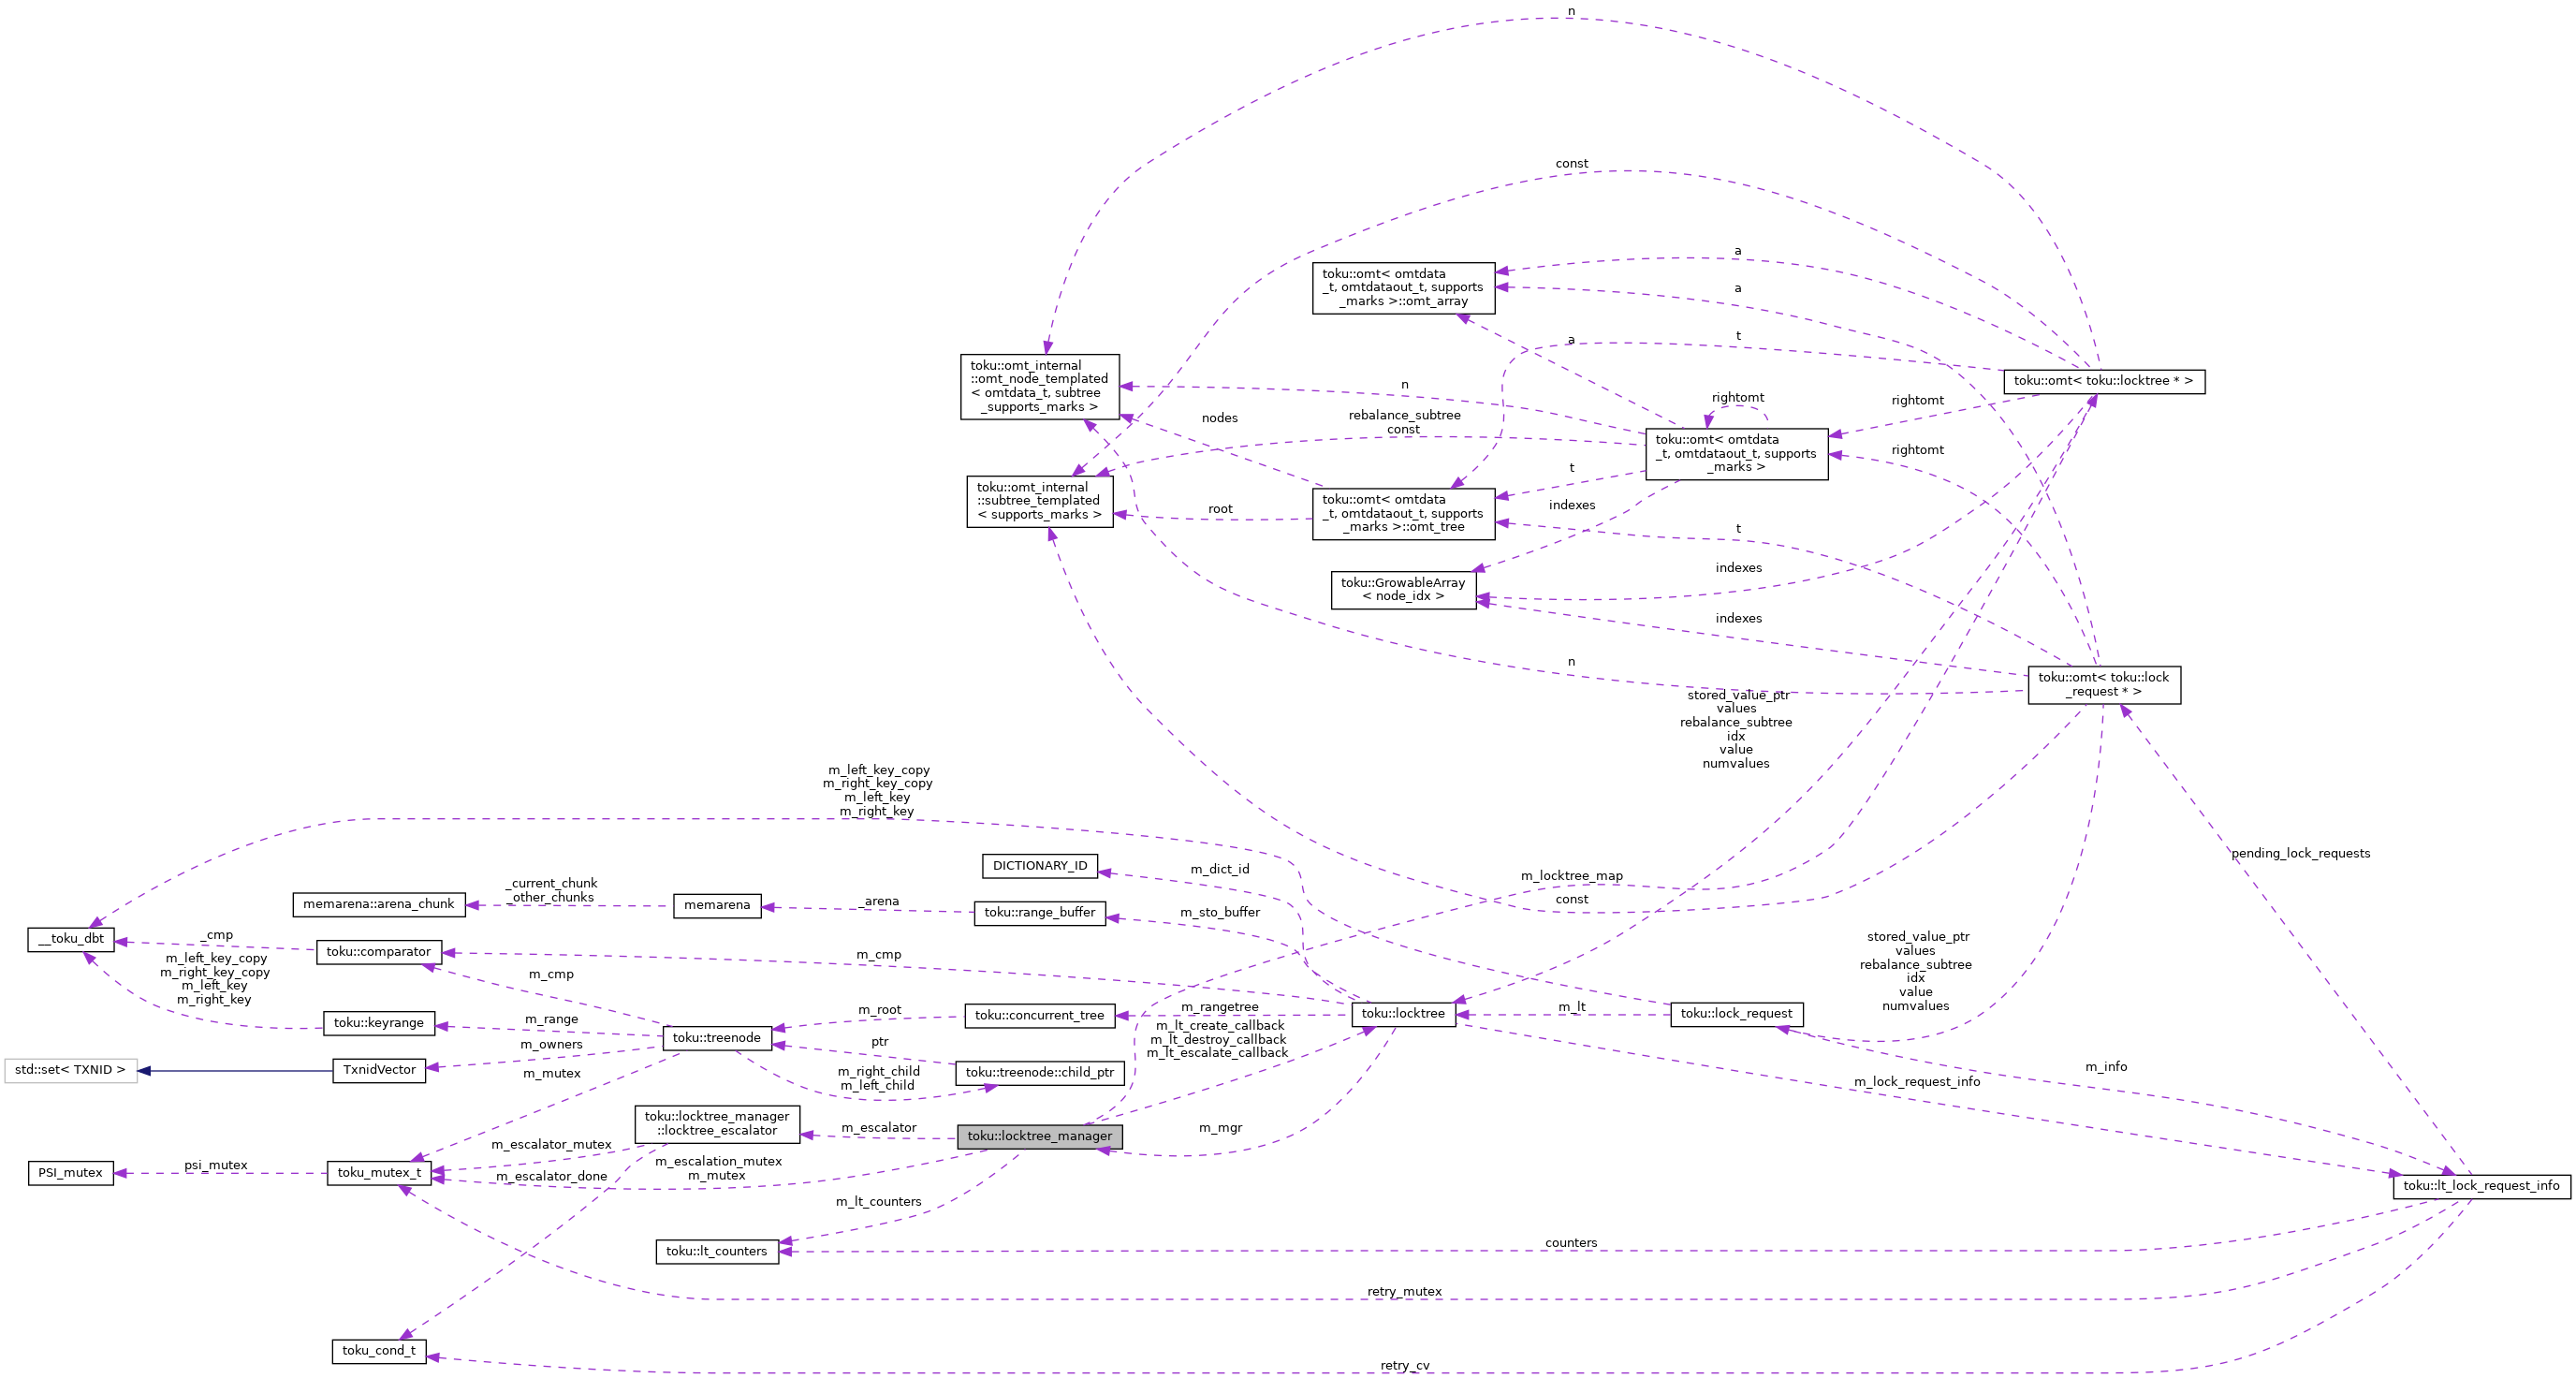 n
const
a
toku::omt< omtdata
_t, omtdataout_t, supports
_marks >::omt_array
a
t
a
toku::omt_internal
::omt_node_templated
< omtdata_t, subtree
_supports_marks >
n
toku::omt< toku::locktree * >
rightomt
rightomt
nodes
rebalance_subtree
const
toku::omt< omtdata
_t, omtdataout_t, supports
_marks >
rightomt
t
toku::omt_internal
::subtree_templated
< supports_marks >
root
toku::omt< omtdata
_t, omtdataout_t, supports
_marks >::omt_tree
indexes
t
toku::GrowableArray
< node_idx >
indexes
indexes
n
toku::omt< toku::lock
_request * >
stored_value_ptr
values
rebalance_subtree
idx
value
numvalues
m_left_key_copy
m_right_key_copy
m_left_key
m_right_key
pending_lock_requests
DICTIONARY_ID
m_dict_id
m_locktree_map
const
memarena::arena_chunk
_current_chunk
_other_chunks
memarena
_arena
toku::range_buffer
m_sto_buffer
__toku_dbt
_cmp
toku::comparator
m_cmp
m_cmp
stored_value_ptr
values
rebalance_subtree
idx
value
numvalues
m_left_key_copy
m_right_key_copy
m_left_key
m_right_key
toku::keyrange
m_range
toku::treenode
m_root
toku::concurrent_tree
m_rangetree
toku::locktree
m_lt
toku::lock_request
m_owners
ptr
m_lt_create_callback
m_lt_destroy_callback
m_lt_escalate_callback
std::set< TXNID >
TxnidVector
m_mutex
m_right_child
m_left_child
toku::treenode::child_ptr
m_info
m_lock_request_info
toku::locktree_manager
::locktree_escalator
m_escalator
toku::locktree_manager
m_mgr
m_escalator_mutex
PSI_mutex
psi_mutex
toku_mutex_t
m_escalator_done
m_escalation_mutex
m_mutex
toku::lt_lock_request_info
m_lt_counters
toku::lt_counters
counters
retry_mutex
toku_cond_t
retry_cv